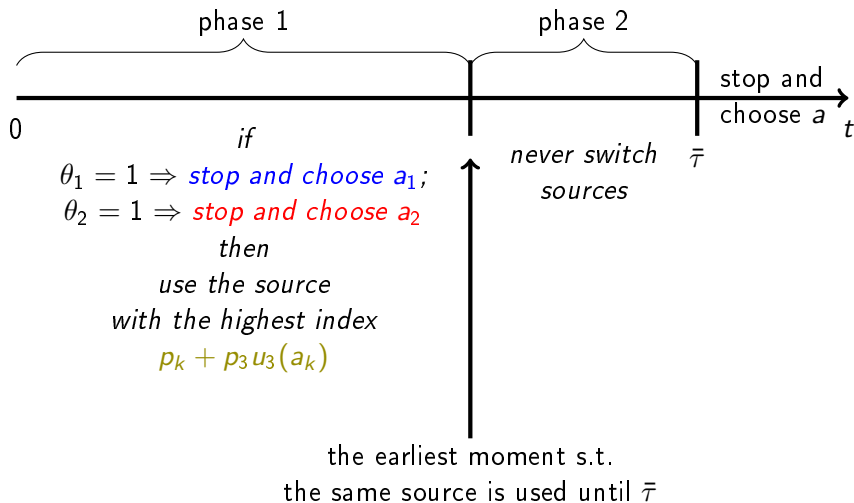 phase 1
phase 2
stop and
choose a
0
t
τ̄
if
θ₁ = 1 ⇒ stop and choose a₁;
θ₂ = 1 ⇒ stop and choose a₂
then
use the source
with the highest index
pₖ + p₃u₃(aₖ)
never switch
sources
the earliest moment s.t.
the same source is used until τ̄